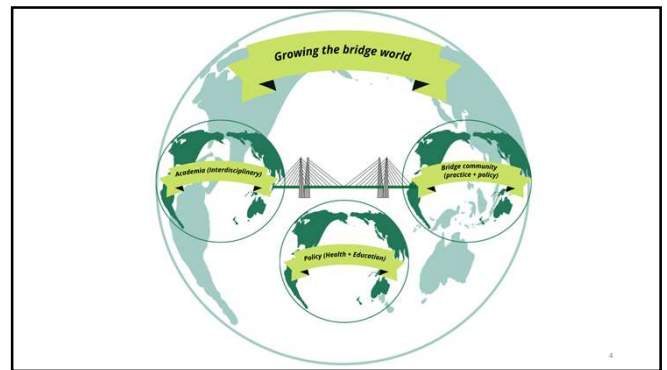 Growing the bridge world
Academia (Interdisciplinary)
Bridge community
(practice + policy)
Policy (Health + Education)
4